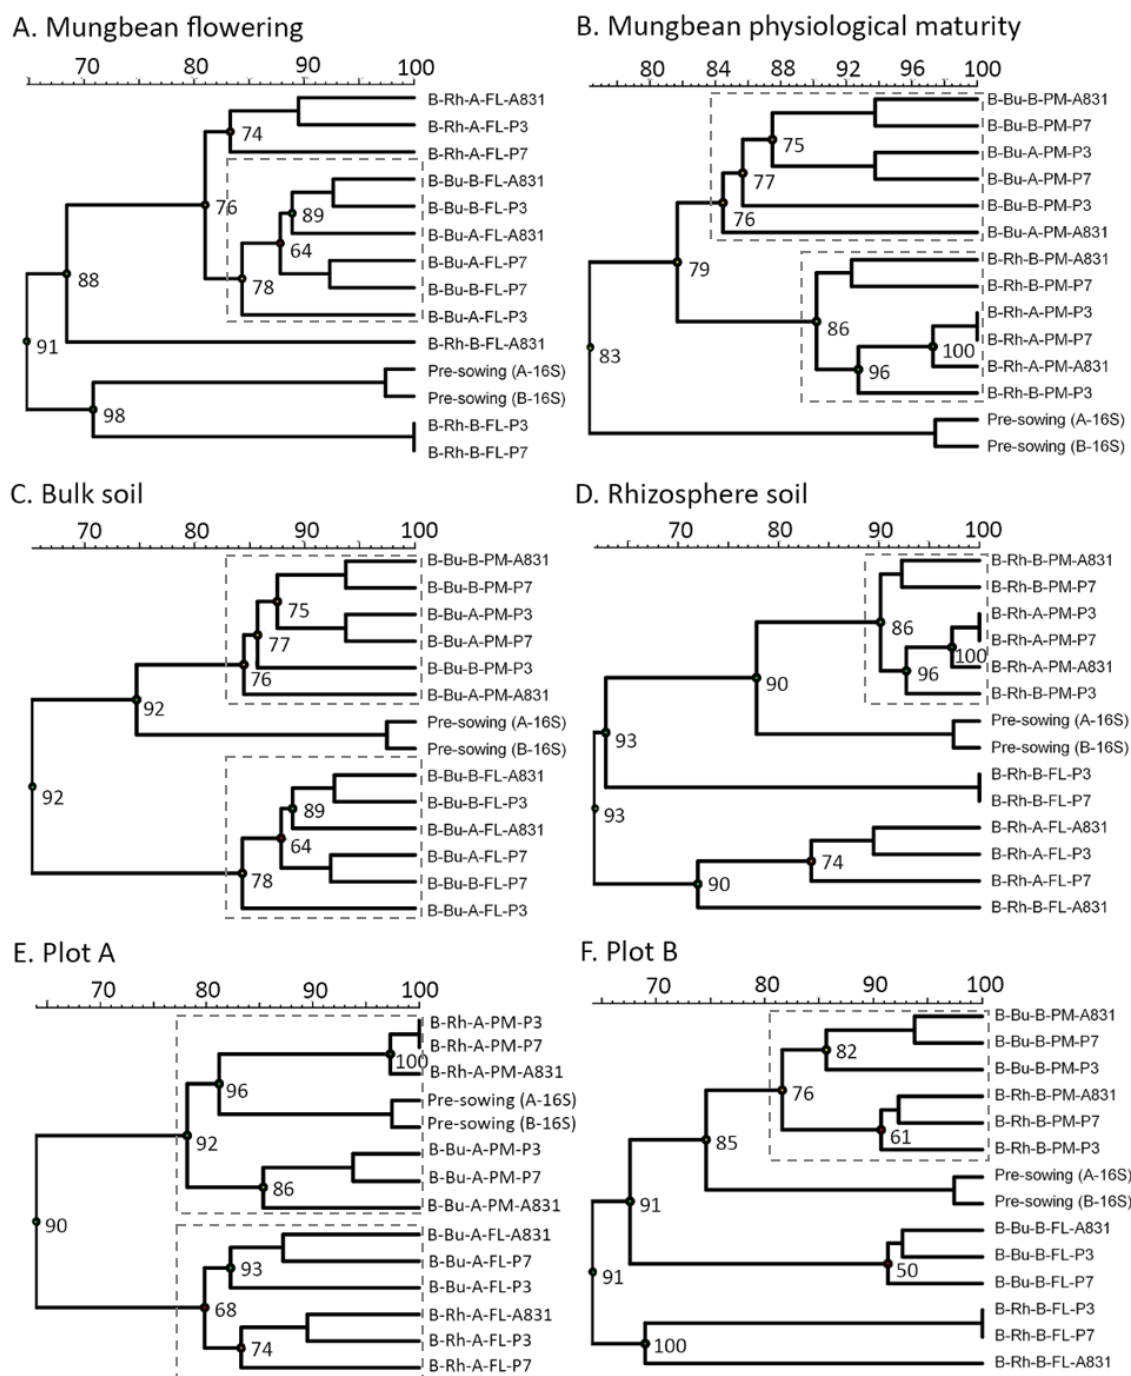 A. Mungbean flowering
70 80 90 100
B-Rh-A-FL-A831
B-Rh-A-FL-P3
74
B-Rh-A-FL-P7
B-Bu-B-FL-A831
76
B-Bu-B-FL-P3
89
B-Bu-A-FL-A831
64
B-Bu-A-FL-P7
88
78
B-Bu-B-FL-P7
B-Bu-A-FL-P3
91
B-Rh-B-FL-A831
Pre-sowing (A-16S)
Pre-sowing (B-16S)
98
B-Rh-B-FL-P3
B-Rh-B-FL-P7
B. Mungbean physiological maturity
80 84 88 92 96 100
B-Bu-B-PM-A831
B-Bu-B-PM-P7
75
B-Bu-A-PM-P3
77
B-Bu-A-PM-P7
B-Bu-B-PM-P3
76
B-Bu-A-PM-A831
79
B-Rh-B-PM-A831
B-Rh-B-PM-P7
B-Rh-A-PM-P3
86
B-Rh-A-PM-P7
83
100
B-Rh-A-PM-A831
96
B-Rh-B-PM-P3
Pre-sowing (A-16S)
Pre-sowing (B-16S)
C. Bulk soil
70 80 90 100
B-Bu-B-PM-A831
B-Bu-B-PM-P7
75
B-Bu-A-PM-P3
77
B-Bu-A-PM-P7
B-Bu-B-PM-P3
76
B-Bu-A-PM-A831
92
Pre-sowing (A-16S)
Pre-sowing (B-16S)
B-Bu-B-FL-A831
92
B-Bu-B-FL-P3
89
B-Bu-A-FL-A831
64
B-Bu-A-FL-P7
78
B-Bu-B-FL-P7
B-Bu-A-FL-P3
D. Rhizosphere soil
70 80 90 100
B-Rh-B-PM-A831
B-Rh-B-PM-P7
B-Rh-A-PM-P3
86
B-Rh-A-PM-P7
100
B-Rh-A-PM-A831
96
90
B-Rh-B-PM-P3
Pre-sowing (A-16S)
93
Pre-sowing (B-16S)
B-Rh-B-FL-P3
B-Rh-B-FL-P7
93
B-Rh-A-FL-A831
B-Rh-A-FL-P3
74
B-Rh-A-FL-P7
90
B-Rh-B-FL-A831
E. Plot A
70 80 90 100
B-Rh-A-PM-P3
B-Rh-A-PM-P7
100
B-Rh-A-PM-A831
96
Pre-sowing (A-16S)
Pre-sowing (B-16S)
92
B-Bu-A-PM-P3
B-Bu-A-PM-P7
86
B-Bu-A-PM-A831
90
B-Bu-A-FL-A831
B-Bu-A-FL-P7
93
B-Bu-A-FL-P3
68
B-Rh-A-FL-A831
B-Rh-A-FL-P3
74
B-Rh-A-FL-P7
F. Plot B
70 80 90 100
B-Bu-B-PM-A831
B-Bu-B-PM-P7
82
B-Bu-B-PM-P3
76
B-Rh-B-PM-A831
B-Rh-B-PM-P7
61
85
B-Rh-B-PM-P3
Pre-sowing (A-16S)
91
Pre-sowing (B-16S)
B-Bu-B-FL-A831
B-Bu-B-FL-P3
50
91
B-Bu-B-FL-P7
B-Rh-B-FL-P3
B-Rh-B-FL-P7
100
B-Rh-B-FL-A831